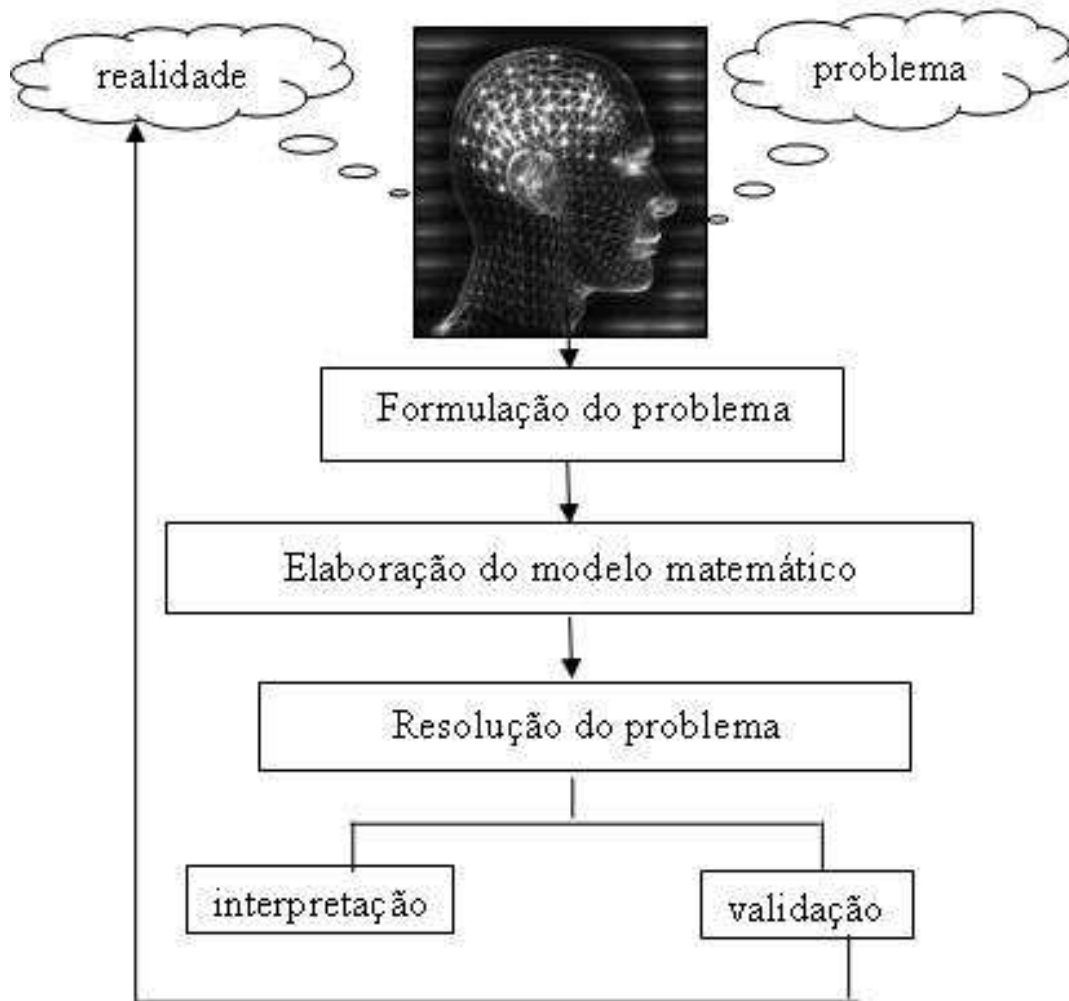 realidade
problema
Formulação do problema
Elaboração do modelo matemático
Resolução do problema
interpretação
validação